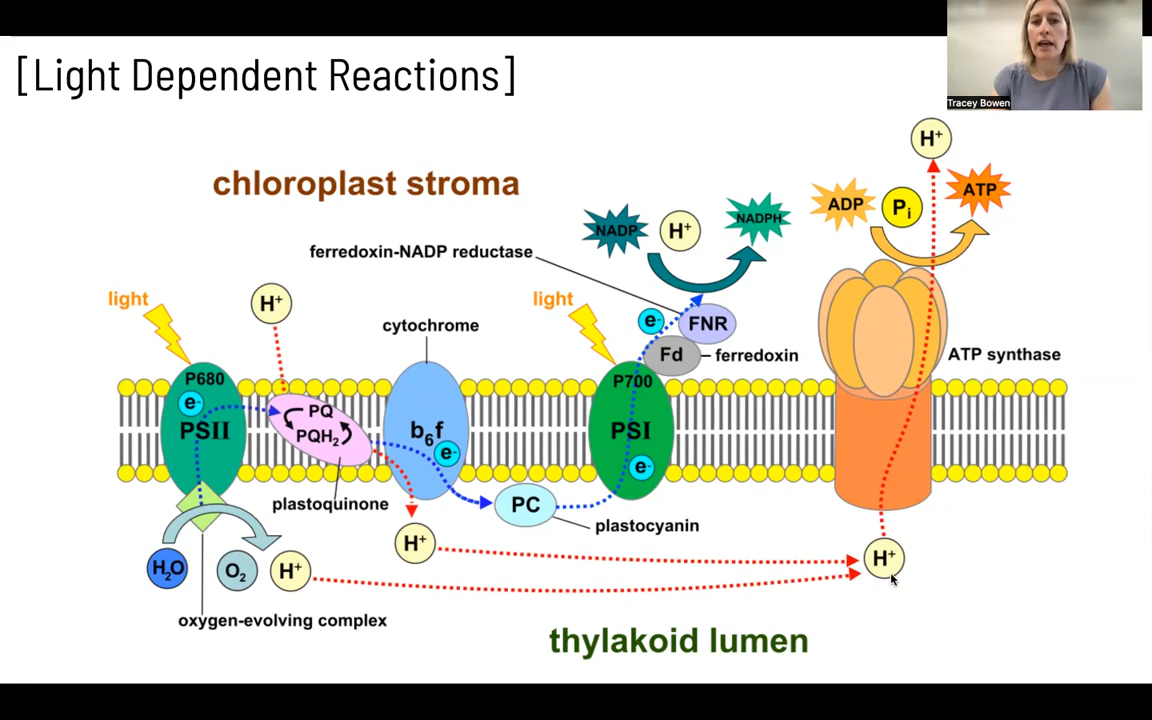 [Light Dependent Reactions]
Tracey Bowen
H⁺
chloroplast stroma
ADP
Pᵢ
ATP
NADP
H⁺
NADPH
ferredoxin-NADP reductase
light
H⁺
light
cytochrome
e⁻
FNR
Fd
ferredoxin
ATP synthase
P680
e⁻
PSII
PQ
PQH₂
b₆f
e⁻
P700
PSI
e⁻
plastoquinone
PC
plastocyanin
H₂O
O₂
H⁺
H⁺
H⁺
oxygen-evolving complex
thylakoid lumen